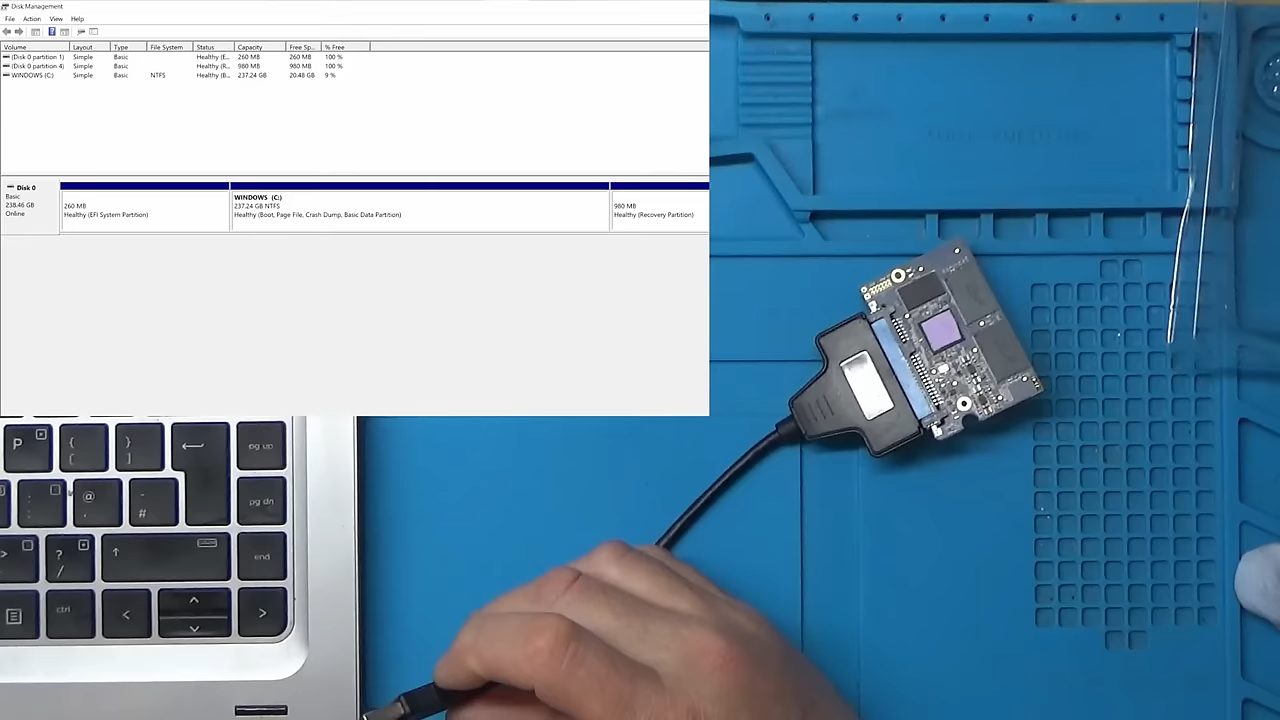 Disk Management
File Action View Help
Volume Layout Type File System Status Capacity Free Sp... % Free
(Disk 0 partition 1) Simple Basic Healthy (E... 260 MB 260 MB 100 %
(Disk 0 partition 4) Simple Basic Healthy (R... 980 MB 980 MB 100 %
WINDOWS (C:) Simple Basic NTFS Healthy (B... 237.24 GB 20.48 GB 9 %
Disk 0
Basic
238.46 GB
Online
260 MB
Healthy (EFI System Partition)
WINDOWS (C:)
237.24 GB NTFS
Healthy (Boot, Page File, Crash Dump, Basic Data Partition)
980 MB
Healthy (Recovery Partition)
P { [ } ] pg up
: ; @ ' ~ # pg dn
> ? / end
ctrl